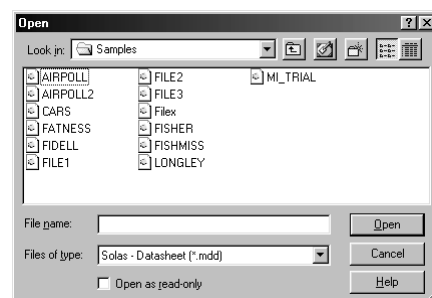 Open
Look in: Samples
AIRPOLL FILE2 MI_TRIAL
AIRPOLL2 FILE3
CARS Filex
FATNESS FISHER
FIDELL FISHMISS
FILE1 LONGLEY
File name: Open
Files of type: Solas - Datasheet (*.mdd) Cancel
Open as read-only Help